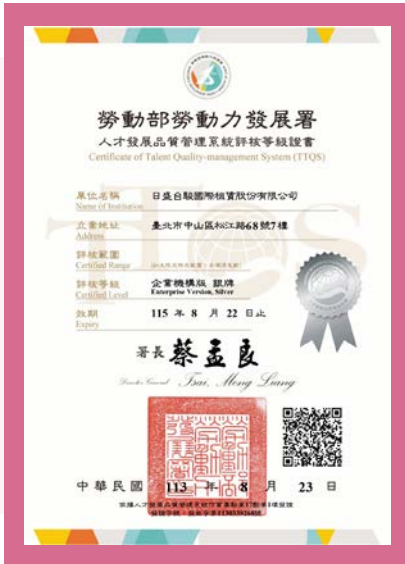 勞動部勞動力發展署
人才發展品質管理系統評核等級證書
Certificate of Talent Quality-management System (TTQS)
單位名稱 日盛台駿國際租賃股份有限公司
Name of Institution
立案地址 臺北市中山區松江路68號7樓
Address
評核範圍
Certified Range
評核等級 企業機構版 銀牌
Certified Level Enterprise Version, Silver
效期 115 年 8 月 22 日止
Expiry
署長 蔡孟良
Director General Tsai, Meng Liang
中華民國 113 年 8 月 23 日